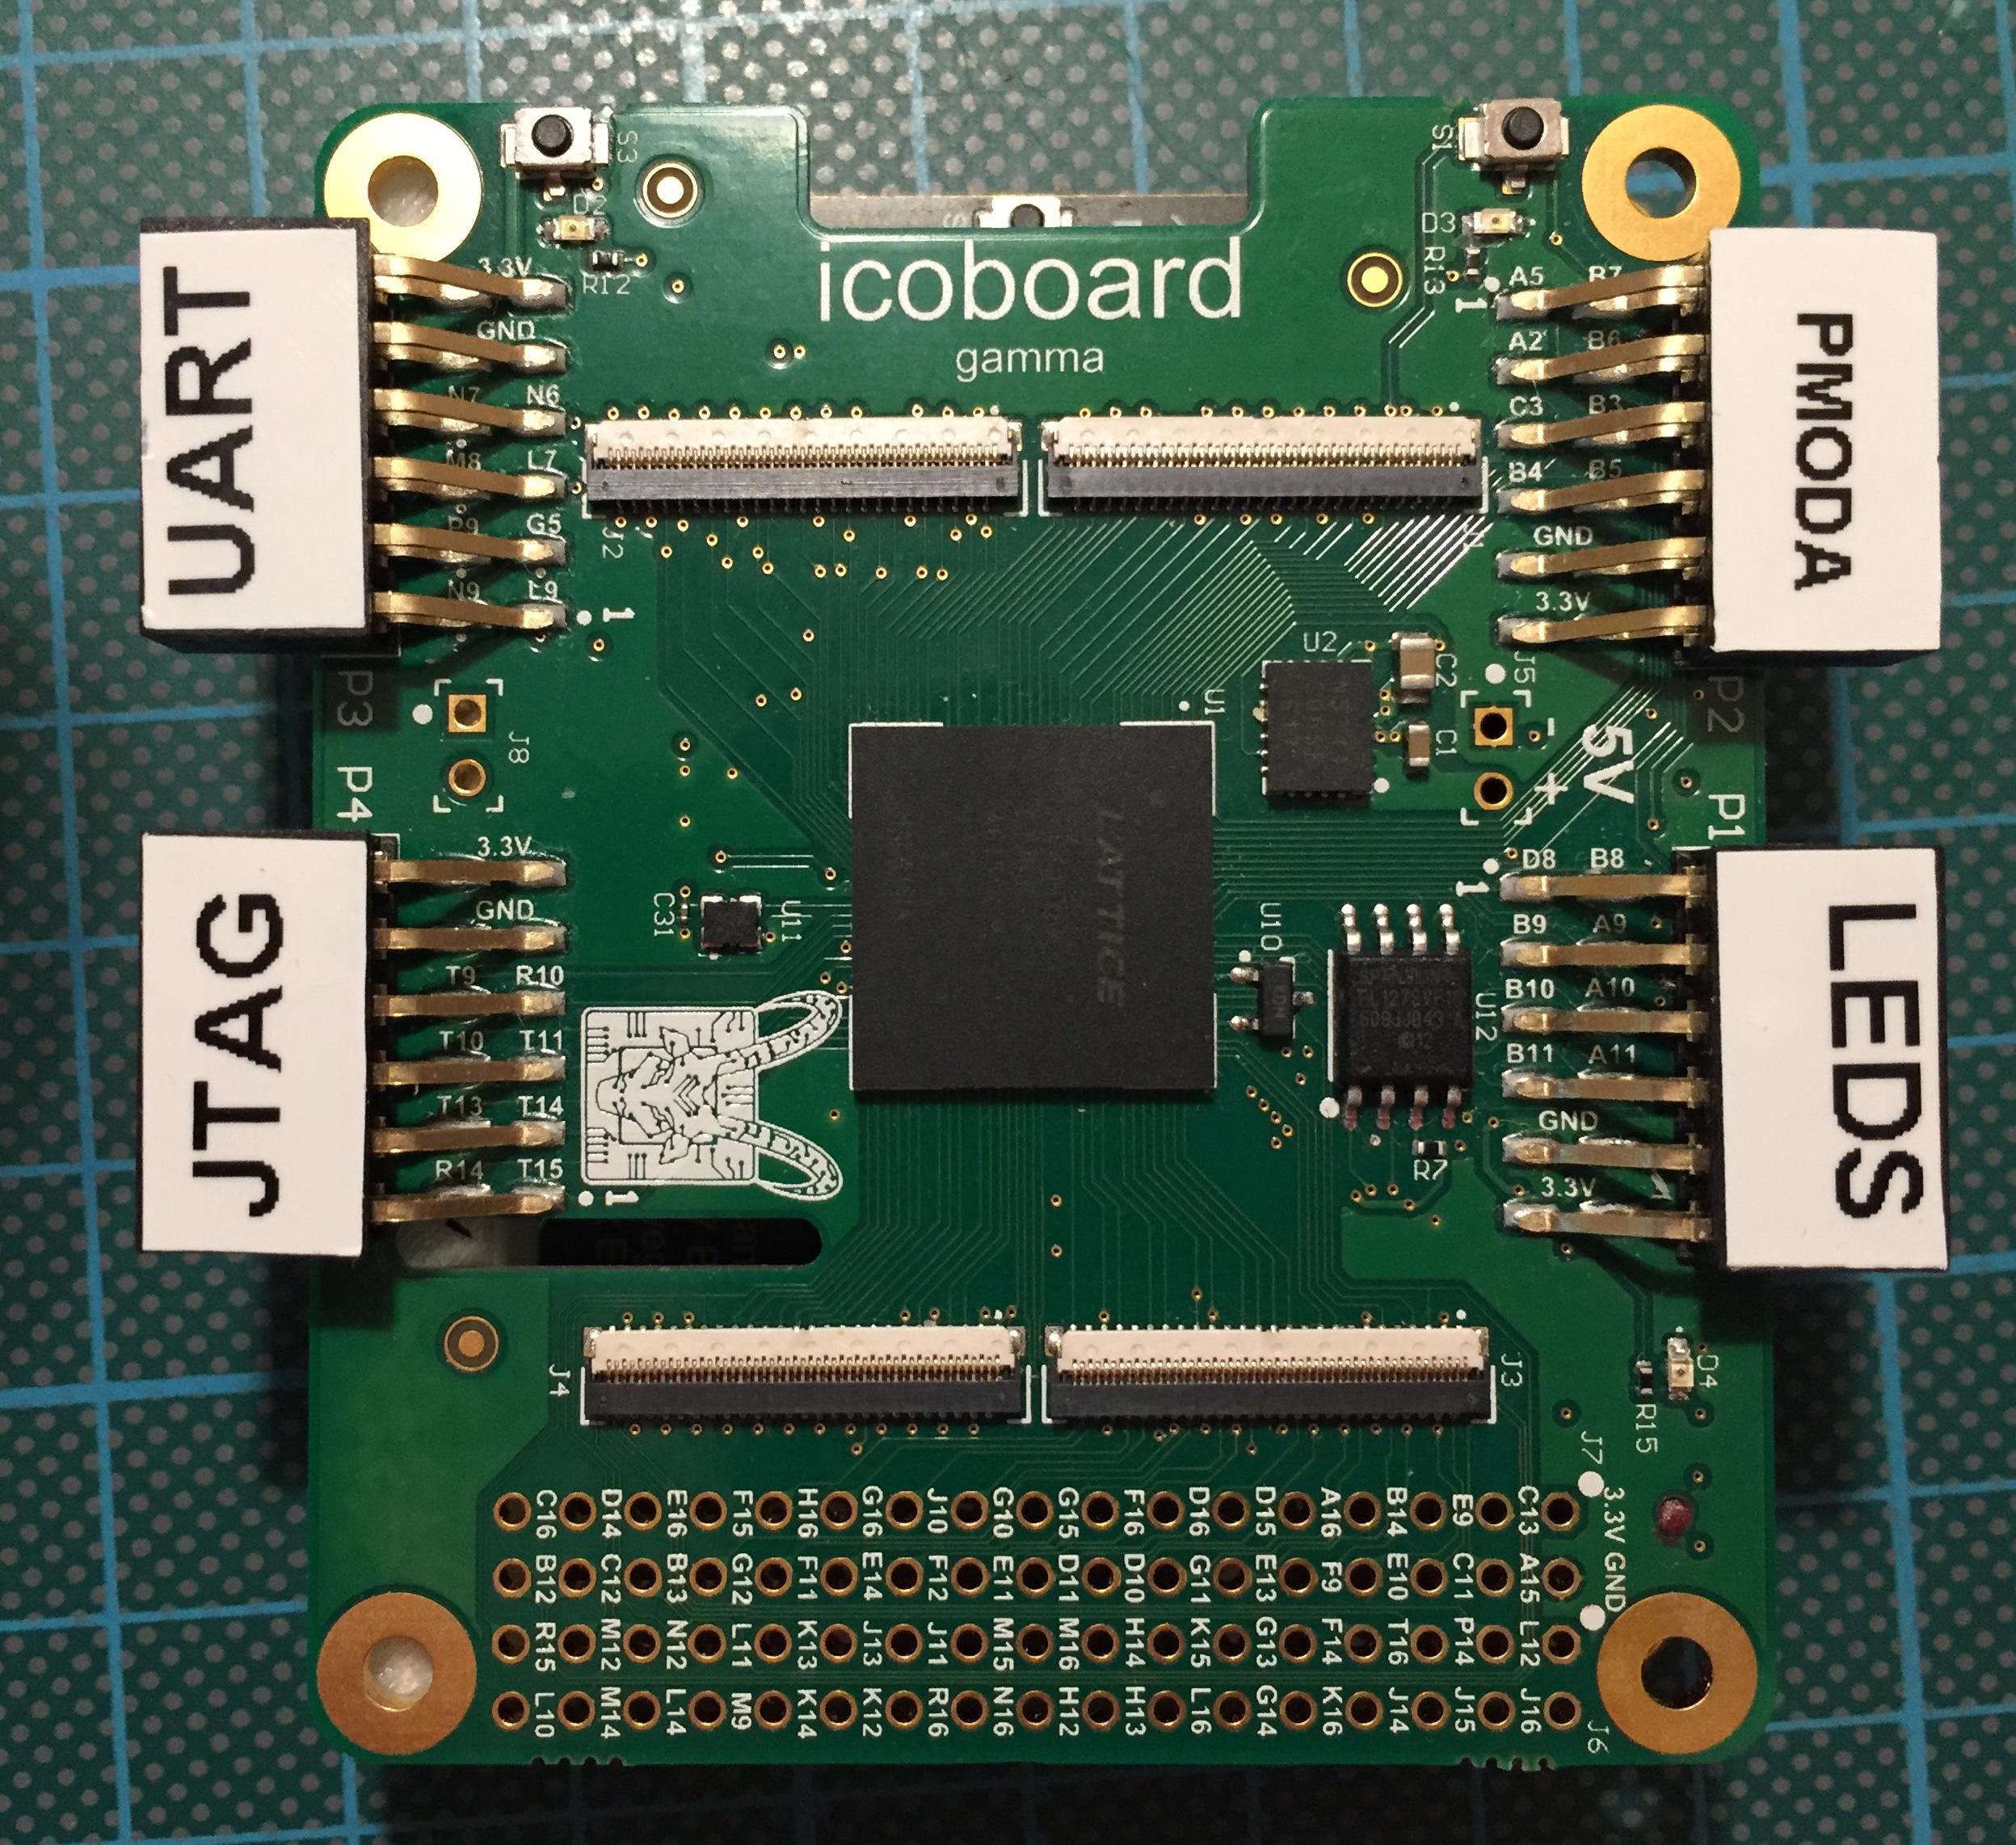 S3
S1
D2
D3
R12
R13
icoboard
gamma
UART
3.3V
GND
N7 N6
M8 L7
G5
N9 L9
1
P3
J2
PMODA
1
A5 B7
A2 B6
C3 B3
B4 B5
GND
3.3V
P2
U2
C2
C1
J5
- +
5V
U1
J8
P4
P1
JTAG
3.3V
GND
T9 R10
T10 T11
T13 T14
R14 T15
1
C31
U11
LATTICE
U10
U12
R7
LEDS
1
D8 B8
B9 A9
B10 A10
B11 A11
GND
3.3V
J4
J3
D4
R15
J7
3.3V GND
C16 D14 E16 F15 H16 G16 J10 G10 G15 F16 D16 D15 A16 B14 E9 C13
B12 C12 B13 G12 F11 E14 F12 E11 D11 D10 G11 E13 F9 E10 C11 A15
R15 M12 N12 L11 K13 J13 J11 M15 M16 H14 K15 G13 F14 T16 P14 L12
L10 M14 L14 M9 K14 K12 R16 N16 H12 H13 L16 G14 K16 J14 J15 J16
J6